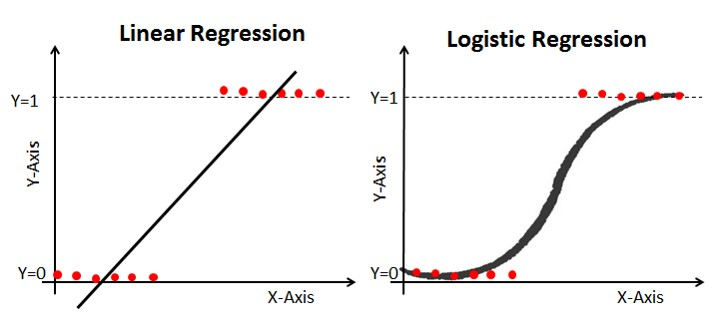 Linear Regression
Y=1
Y-Axis
Y=0
X-Axis
Logistic Regression
Y=1
Y-Axis
Y=0
X-Axis